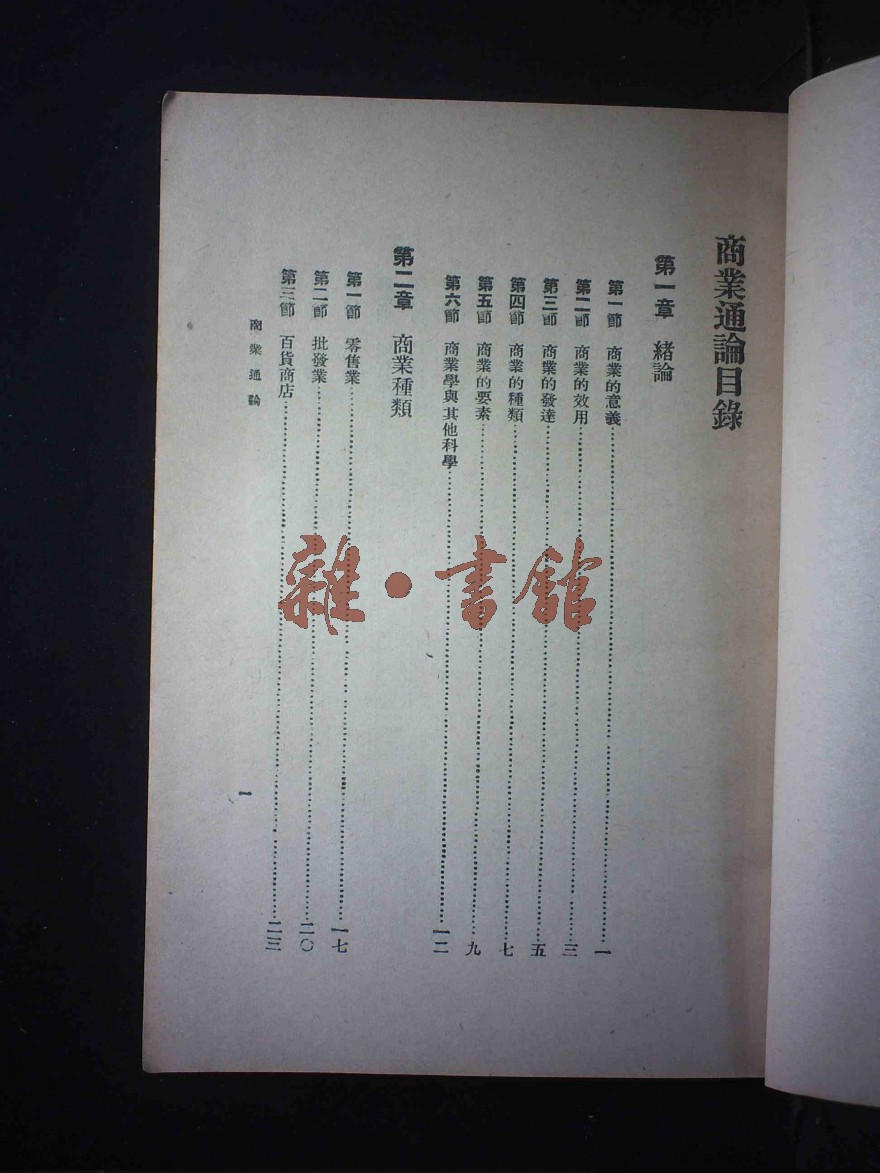 商業通論目錄
第一章　緒論
第一節　商業的意義……一
第二節　商業的效用……三
第三節　商業的發達……五
第四節　商業的種類……七
第五節　商業的要素……九
第六節　商業學與其他科學……一二
第二章　商業種類
第一節　零售業……一七
第二節　批發業……二〇
第三節　百貨商店……二三
商業通論
一
雜·書館